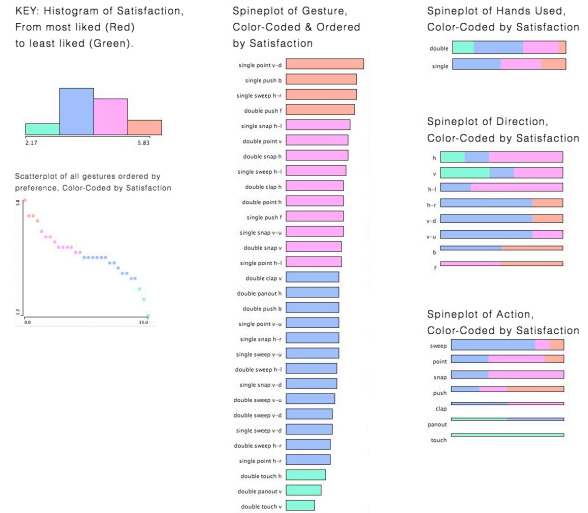 KEY: Histogram of Satisfaction,
From most liked (Red)
to least liked (Green).
2.17 5.83
Scatterplot of all gestures ordered by
preference, Color-Coded by Satisfaction
5.8
2.2
0.0 30.0
Spineplot of Gesture,
Color-Coded & Ordered
by Satisfaction
single point v-d
single push b
single sweep h-r
double push f
single snap h-l
double point v
double snap h
single sweep h-l
double clap h
double point h
single push f
single snap v-u
double snap v
single point h-l
double clap v
double panout h
double push b
single point v-u
single snap h-r
single sweep v-u
double sweep h-l
single snap v-d
double sweep v-u
double sweep v-d
single sweep v-d
double sweep h-r
single point h-r
double touch h
double panout v
double touch v
Spineplot of Hands Used,
Color-Coded by Satisfaction
double
single
Spineplot of Direction,
Color-Coded by Satisfaction
h
v
h-l
h-r
v-d
v-u
b
f
Spineplot of Action,
Color-Coded by Satisfaction
sweep
point
snap
push
clap
panout
touch